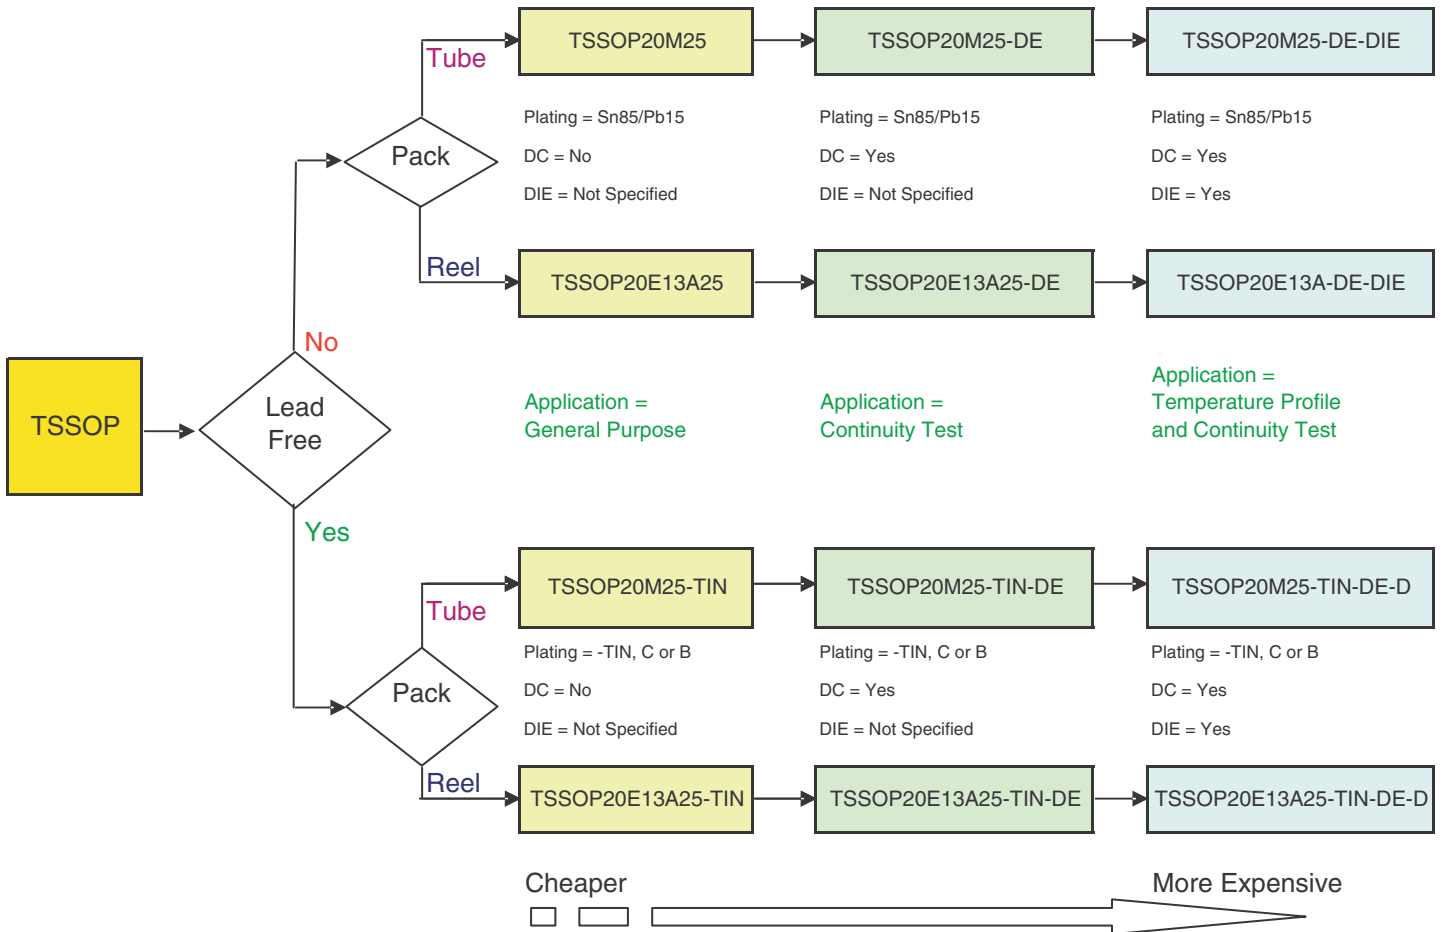 TSSOP20M25
TSSOP20M25-DE
TSSOP20M25-DE-DIE
Tube
Plating = Sn85/Pb15
Plating = Sn85/Pb15
Plating = Sn85/Pb15
Pack
DC = No
DC = Yes
DC = Yes
DIE = Not Specified
DIE = Not Specified
DIE = Yes
Reel
TSSOP20E13A25
TSSOP20E13A25-DE
TSSOP20E13A-DE-DIE
No
TSSOP
Lead
Free
Application =
General Purpose
Application =
Continuity Test
Application =
Temperature Profile
and Continuity Test
Yes
TSSOP20M25-TIN
TSSOP20M25-TIN-DE
TSSOP20M25-TIN-DE-D
Tube
Plating = -TIN, C or B
Plating = -TIN, C or B
Plating = -TIN, C or B
Pack
DC = No
DC = Yes
DC = Yes
DIE = Not Specified
DIE = Not Specified
DIE = Yes
Reel
TSSOP20E13A25-TIN
TSSOP20E13A25-TIN-DE
TSSOP20E13A25-TIN-DE-D
Cheaper
More Expensive